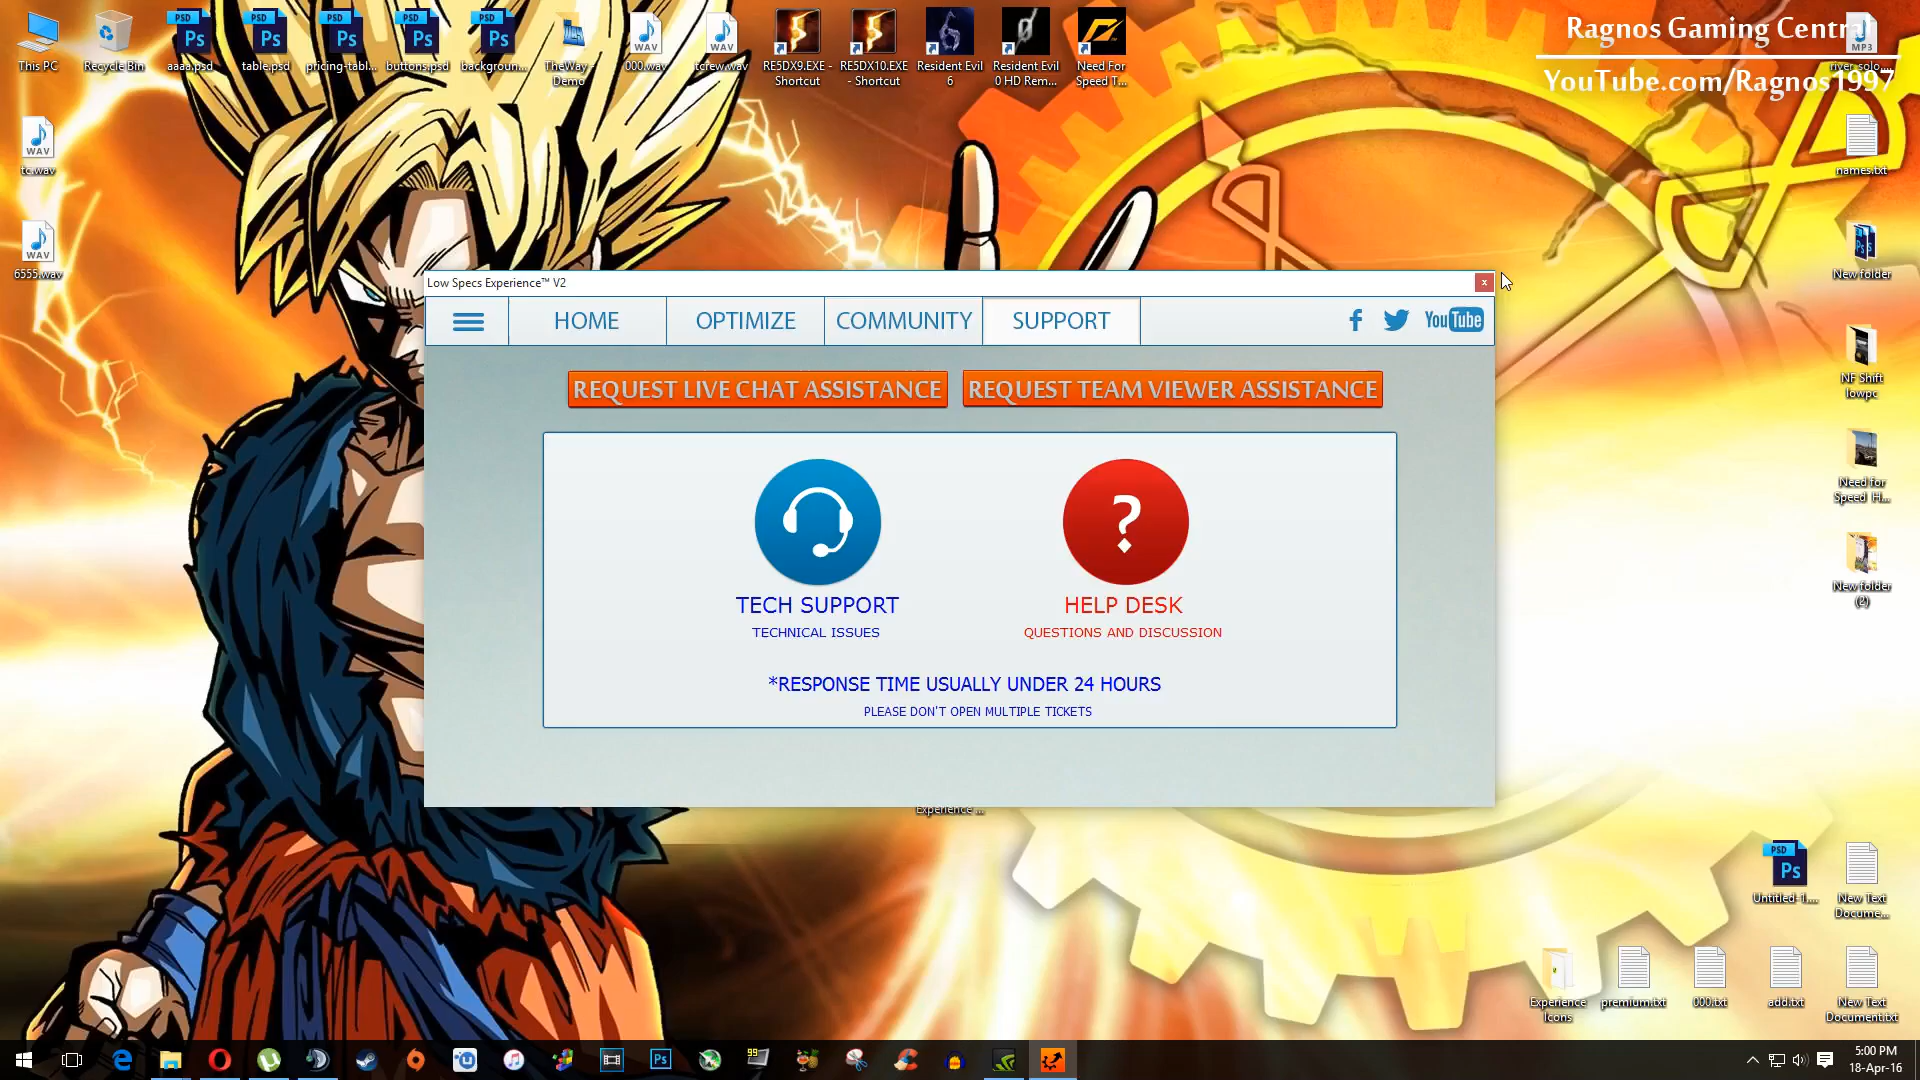 This PC
Recycle Bin
aaaa.psd
table.psd
pricing-tabl...
buttons.psd
backgroun...
TheWay - Demo
000.wav
tcrew.wav
RE5DX9.EXE - Shortcut
RE5DX10.EXE - Shortcut
Resident Evil 6
Resident Evil 0 HD Rem...
Need For Speed T...
Ragnos Gaming Central
YouTube.com/Ragnos1997
river solo....
tc.wav
names.txt
6555.wav
New folder
NF Shift lowpc
Need for Speed H...
New folder (2)
Low Specs Experience™ V2
HOME
OPTIMIZE
COMMUNITY
SUPPORT
You Tube
REQUEST LIVE CHAT ASSISTANCE
REQUEST TEAM VIEWER ASSISTANCE
?
TECH SUPPORT
TECHNICAL ISSUES
HELP DESK
QUESTIONS AND DISCUSSION
*RESPONSE TIME USUALLY UNDER 24 HOURS
PLEASE DON'T OPEN MULTIPLE TICKETS
Experience ...
Untitled-1....
New Text Docume...
Experience Icons
premium.txt
000.txt
add.txt
New Text Document.txt
5:00 PM
18-Apr-16